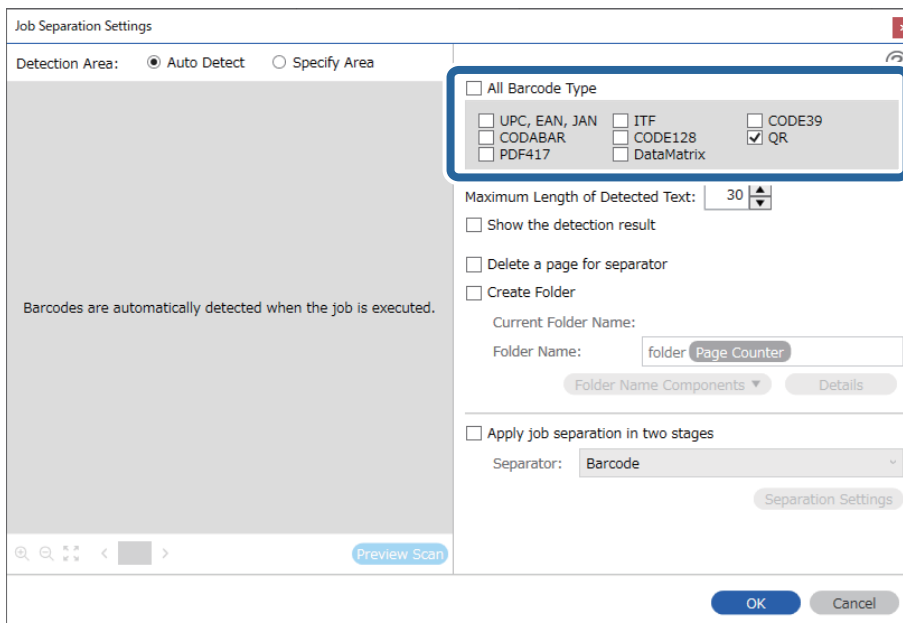 Job Separation Settings
Detection Area: Auto Detect Specify Area
All Barcode Type
UPC, EAN, JAN ITF CODE39
CODABAR CODE128 QR
PDF417 DataMatrix
Maximum Length of Detected Text: 30
Show the detection result
Delete a page for separator
Create Folder
Barcodes are automatically detected when the job is executed.
Current Folder Name:
Folder Name: folder Page Counter
Folder Name Components ▼ Details
Apply job separation in two stages
Separator: Barcode
Separation Settings
Preview Scan
OK Cancel